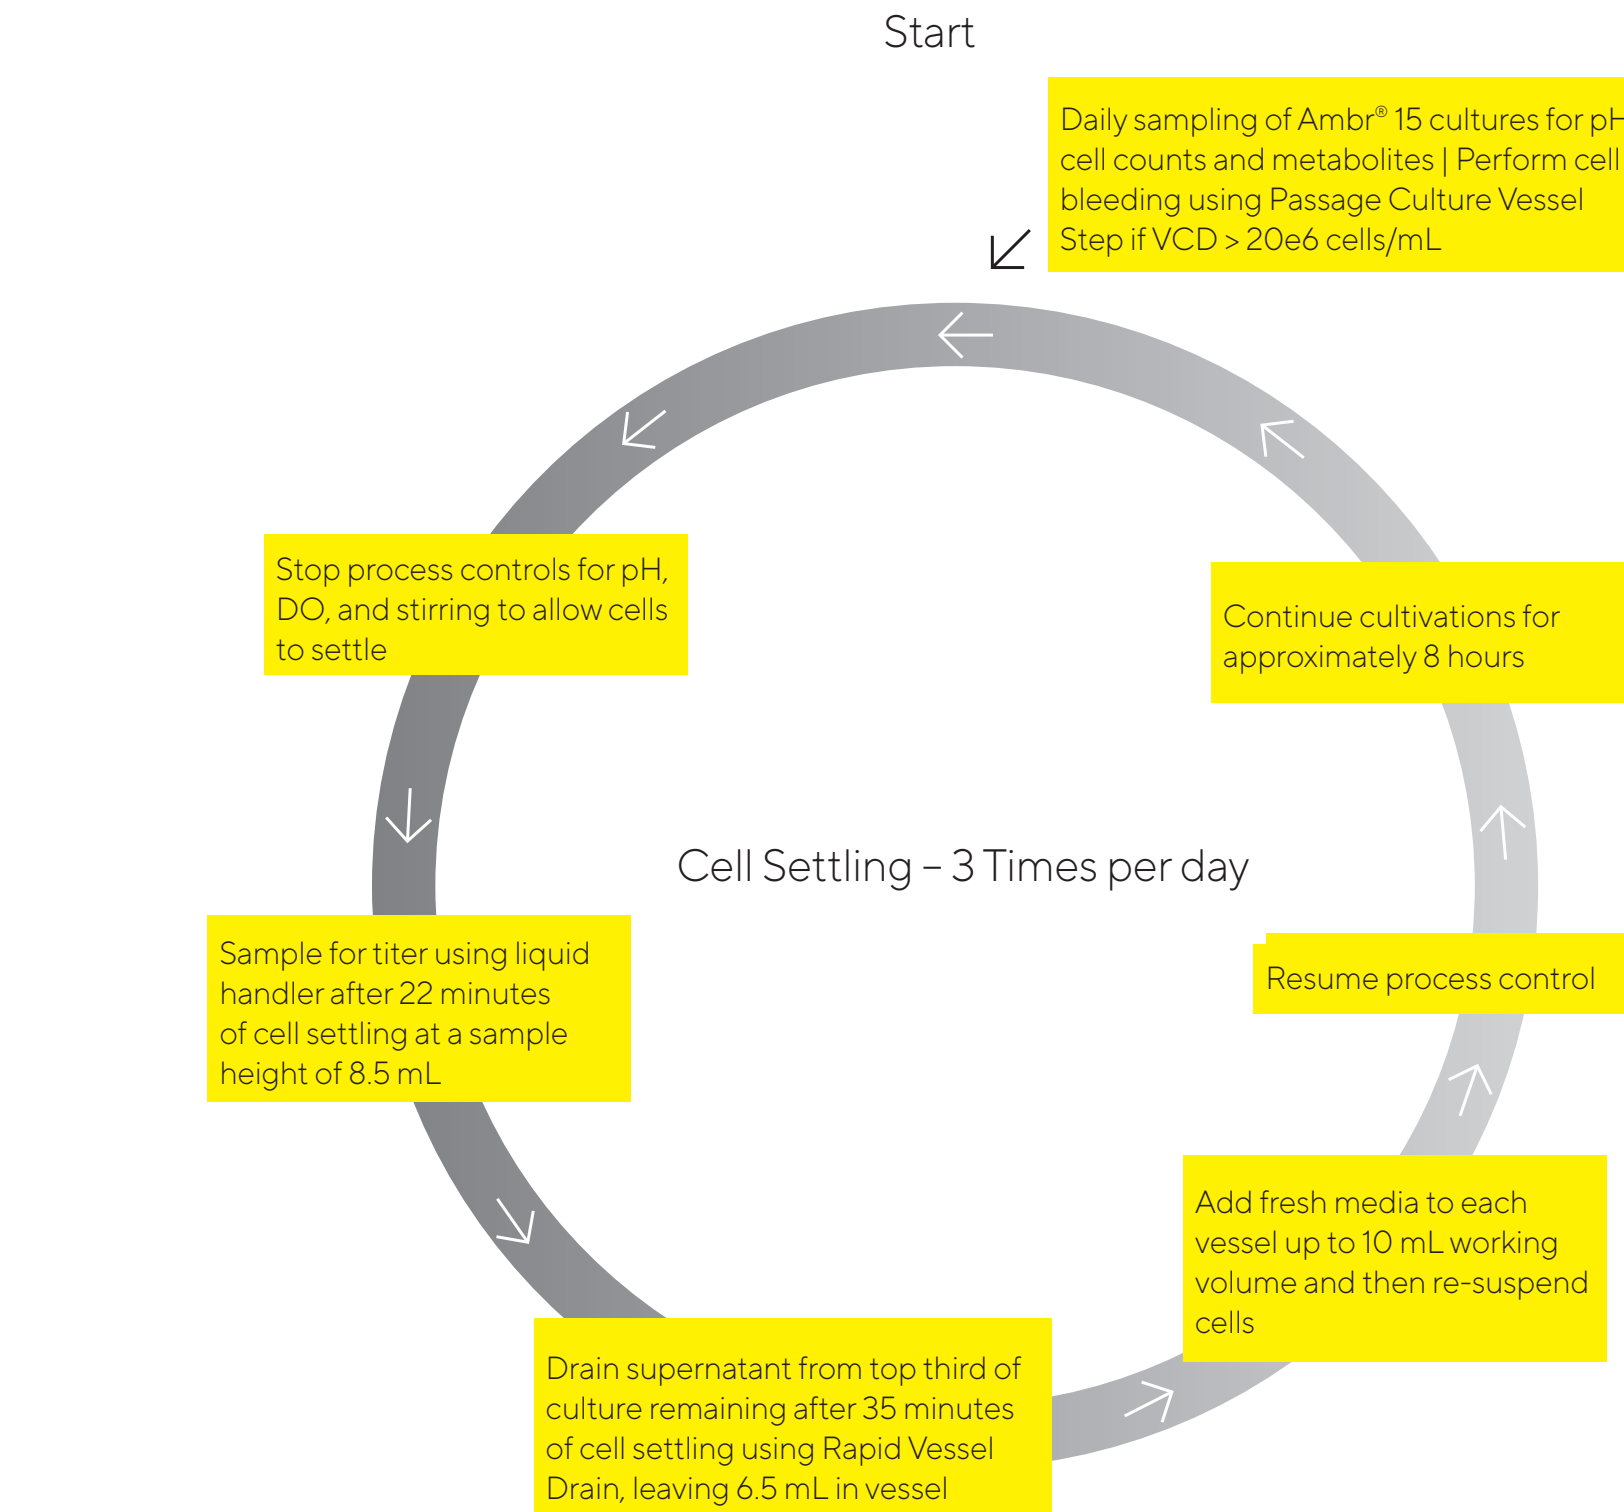 Start
Daily sampling of Ambr® 15 cultures for pH
cell counts and metabolites | Perform cell
bleeding using Passage Culture Vessel
Step if VCD > 20e6 cells/mL
Stop process controls for pH,
DO, and stirring to allow cells
to settle
Sample for titer using liquid
handler after 22 minutes
of cell settling at a sample
height of 8.5 mL
Drain supernatant from top third of
culture remaining after 35 minutes
of cell settling using Rapid Vessel
Drain, leaving 6.5 mL in vessel
Add fresh media to each
vessel up to 10 mL working
volume and then re-suspend
cells
Resume process control
Continue cultivations for
approximately 8 hours
Cell Settling – 3 Times per day